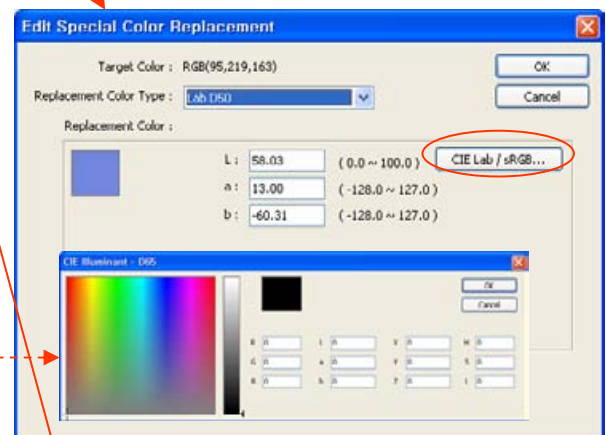 Edit Special Color Replacement
Target Color : RGB(95,219,163)
OK
Replacement Color Type : Lab D50
Cancel
Replacement Color :
L : 58.03 ( 0.0 ~ 100.0 ) CIE Lab / sRGB...
a : 13.00 ( -128.0 ~ 127.0 )
b : -60.31 ( -128.0 ~ 127.0 )
CIE Illuminant - D65
OK
Cancel